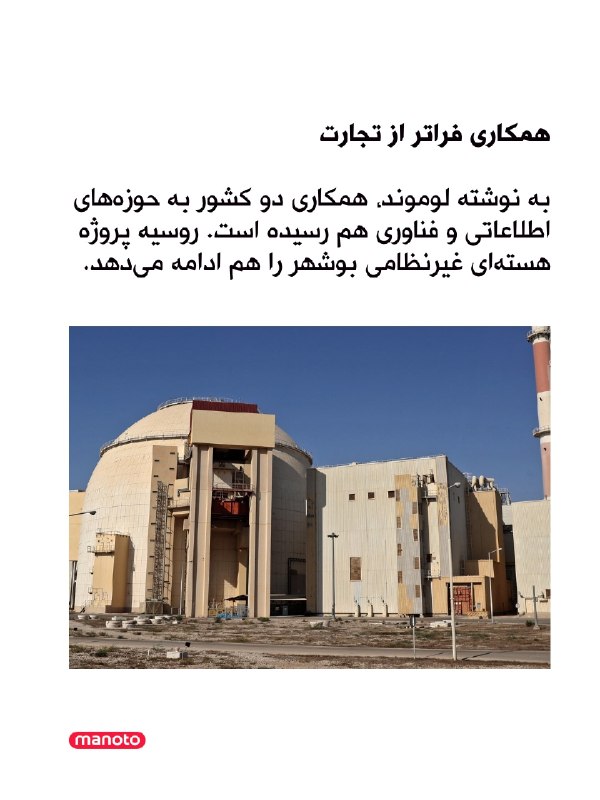 همکاری فراتر از تجارت
به نوشته لوموند، همکاری دو کشور به حوزه‌های
اطلاعاتی و فناوری هم رسیده است. روسیه پروژه
هسته‌ای غیرنظامی بوشهر را هم ادامه می‌دهد.
manoto